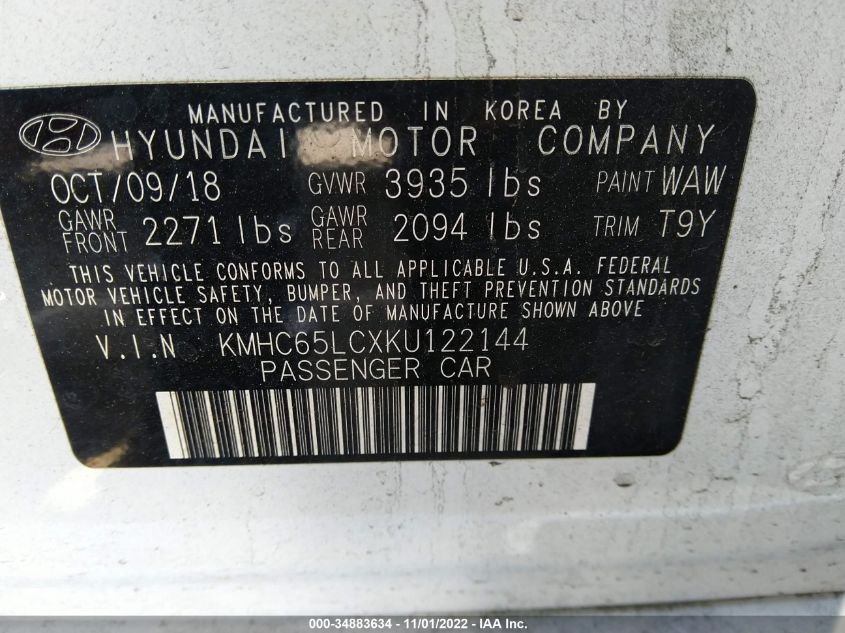 MANUFACTURED IN KOREA BY
HYUNDAI MOTOR COMPANY
OCT/09/18 GVWR 3935 lbs PAINT WAW
GAWR FRONT 2271 lbs GAWR REAR 2094 lbs TRIM T9Y
THIS VEHICLE CONFORMS TO ALL APPLICABLE U.S.A. FEDERAL
MOTOR VEHICLE SAFETY, BUMPER, AND THEFT PREVENTION STANDARDS
IN EFFECT ON THE DATE OF MANUFACTURE SHOWN ABOVE
V.I.N KMHC65LCXKU122144
PASSENGER CAR
000-34883634 - 11/01/2022 - IAA Inc.